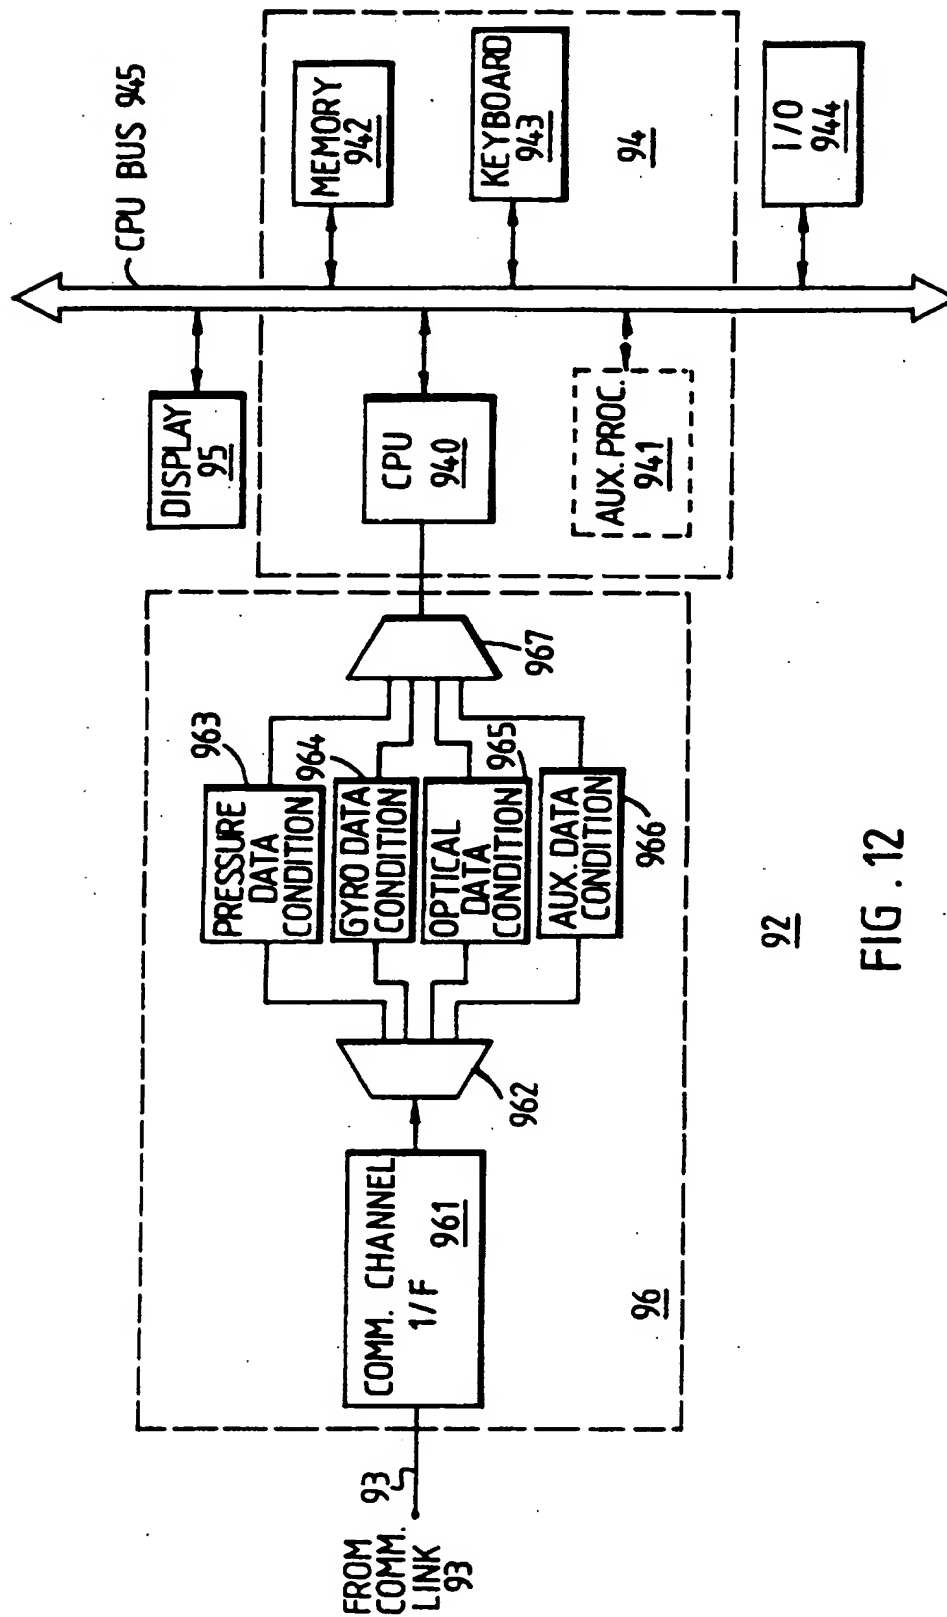 FROM
COMM.
LINK
93
93
COMM. CHANNEL
1/F
961
962
PRESSURE
DATA
CONDITION
963
GYRO DATA
CONDITION
964
OPTICAL
DATA
CONDITION
965
AUX. DATA
CONDITION
966
967
96
DISPLAY
95
CPU
940
AUX.PROC.
941
CPU BUS 945
MEMORY
942
KEYBOARD
943
94
I/O
944
92
FIG. 12